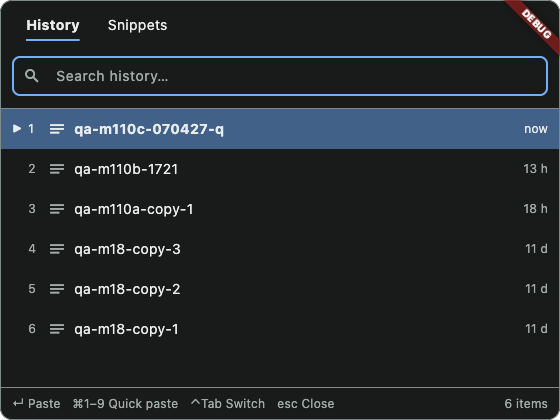 History Snippets
DEBUG
Search history...
1 qa-m110c-070427-q now
2 qa-m110b-1721 13 h
3 qa-m110a-copy-1 18 h
4 qa-m18-copy-3 11 d
5 qa-m18-copy-2 11 d
6 qa-m18-copy-1 11 d
↵ Paste ⌘1–9 Quick paste ^Tab Switch esc Close 6 items